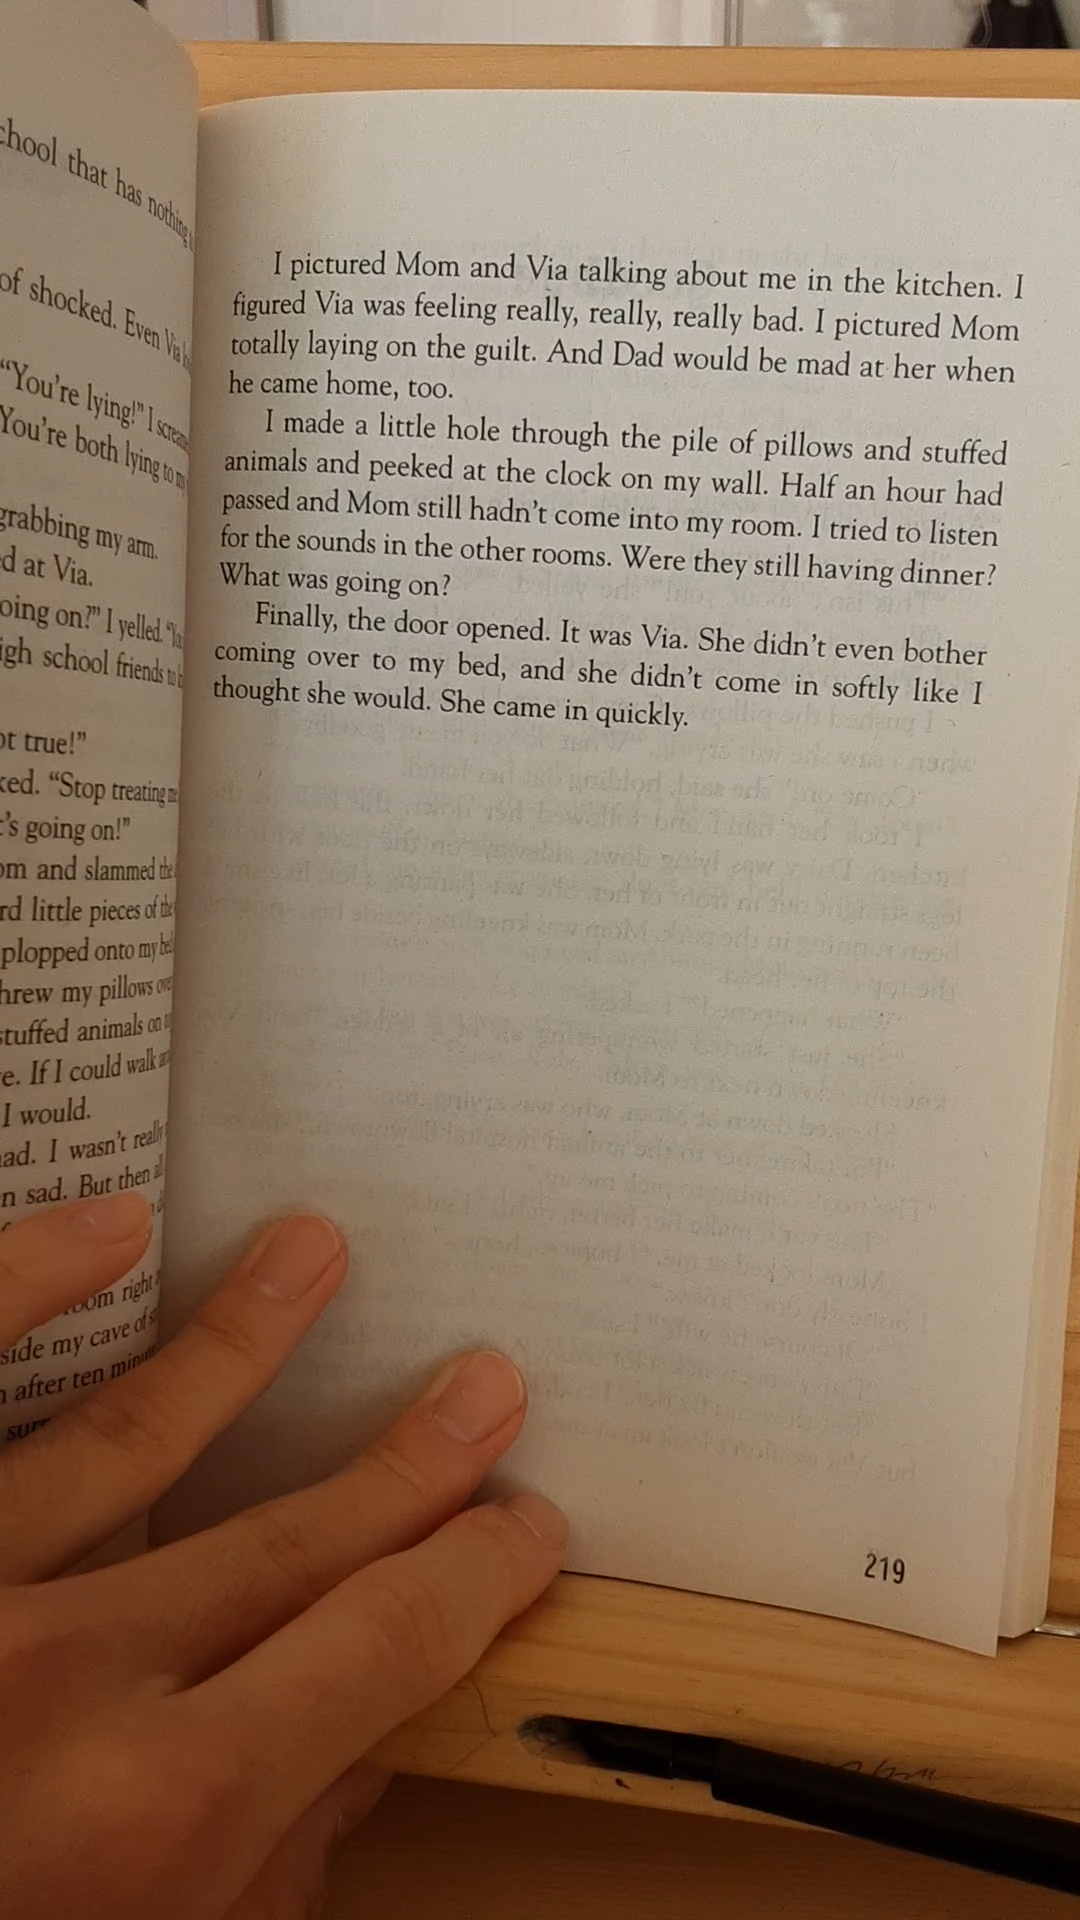 chool that has nothing
of shocked. Even Via
"You're lying!" I
You're both lying to
grabbing my arm.
d at Via.
oing on?" I yelled.
igh school friends to
ot true!"
ked. "Stop treating
's going on!"
om and slammed the
rd little pieces of the
plopped onto my
hrew my pillows
stuffed animals on
e. If I could walk
I would.
ad. I wasn't really
n sad. But then
oom right
side my cave of
after ten
I pictured Mom and Via talking about me in the kitchen. I
figured Via was feeling really, really, really bad. I pictured Mom
totally laying on the guilt. And Dad would be mad at her when
he came home, too.
I made a little hole through the pile of pillows and stuffed
animals and peeked at the clock on my wall. Half an hour had
passed and Mom still hadn't come into my room. I tried to listen
for the sounds in the other rooms. Were they still having dinner?
What was going on?
Finally, the door opened. It was Via. She didn't even bother
coming over to my bed, and she didn't come in softly like I
thought she would. She came in quickly.
219